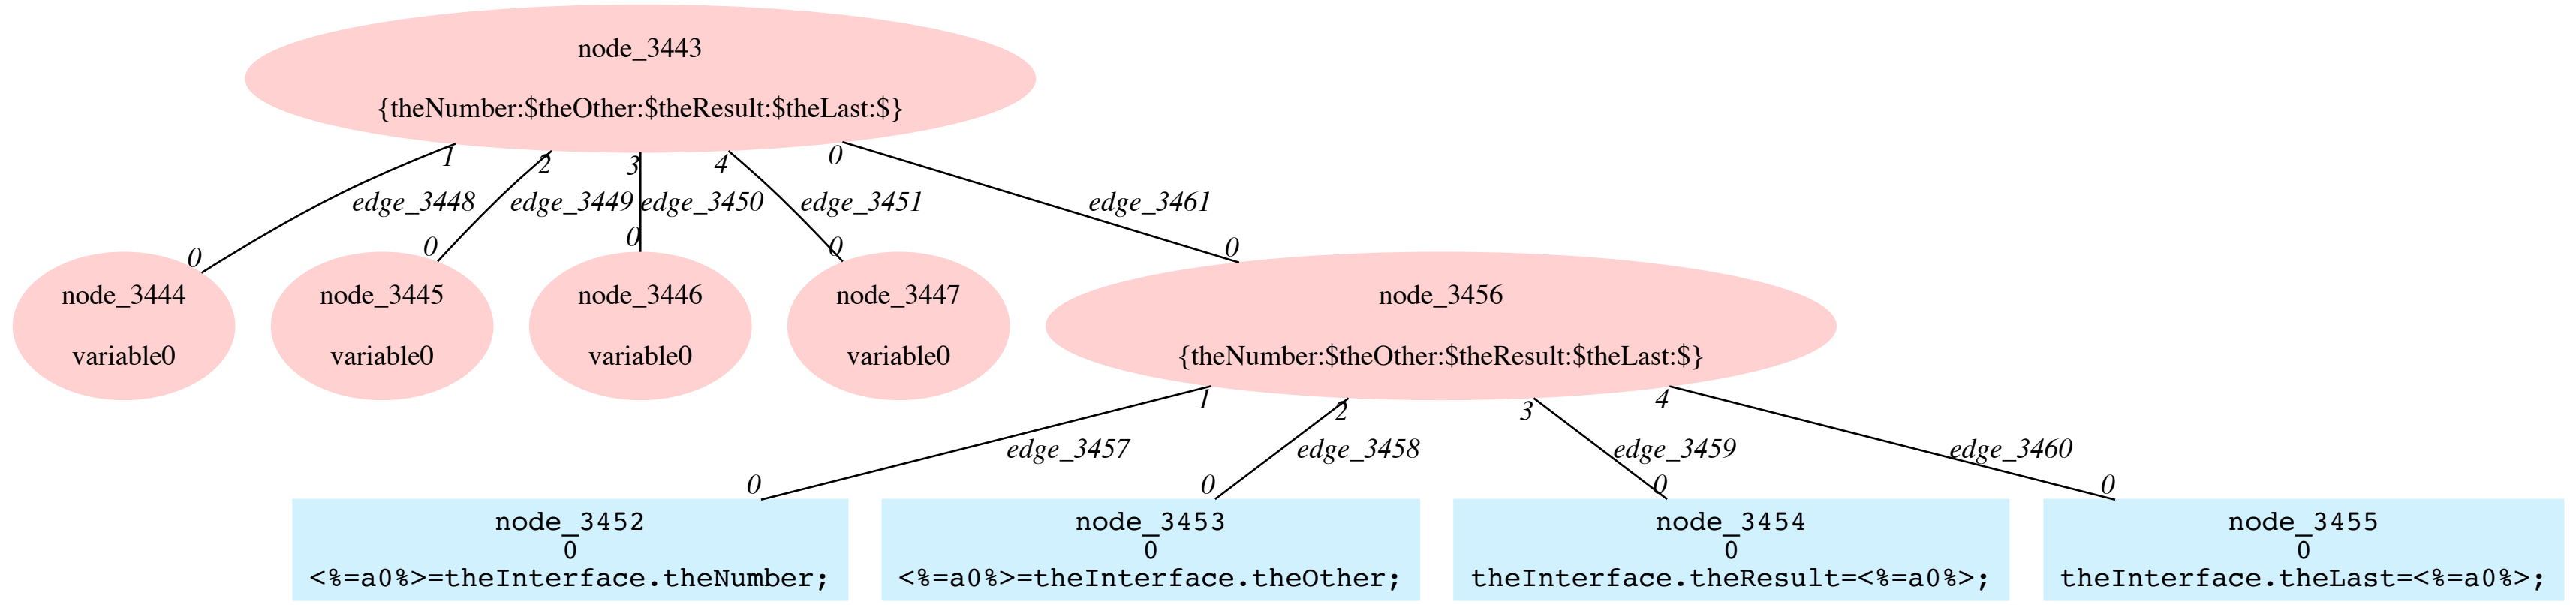 node_3443
{theNumber:$theOther:$theResult:$theLast:$}
1
2
3
4
0
edge_3448
edge_3449
edge_3450
edge_3451
edge_3461
0
0
0
0
0
node_3444
variable0
node_3445
variable0
node_3446
variable0
node_3447
variable0
node_3456
{theNumber:$theOther:$theResult:$theLast:$}
1
2
3
4
edge_3457
edge_3458
edge_3459
edge_3460
0
0
0
0
node_3452
0
<%=a0%>=theInterface.theNumber;
node_3453
0
<%=a0%>=theInterface.theOther;
node_3454
0
theInterface.theResult=<%=a0%>;
node_3455
0
theInterface.theLast=<%=a0%>;